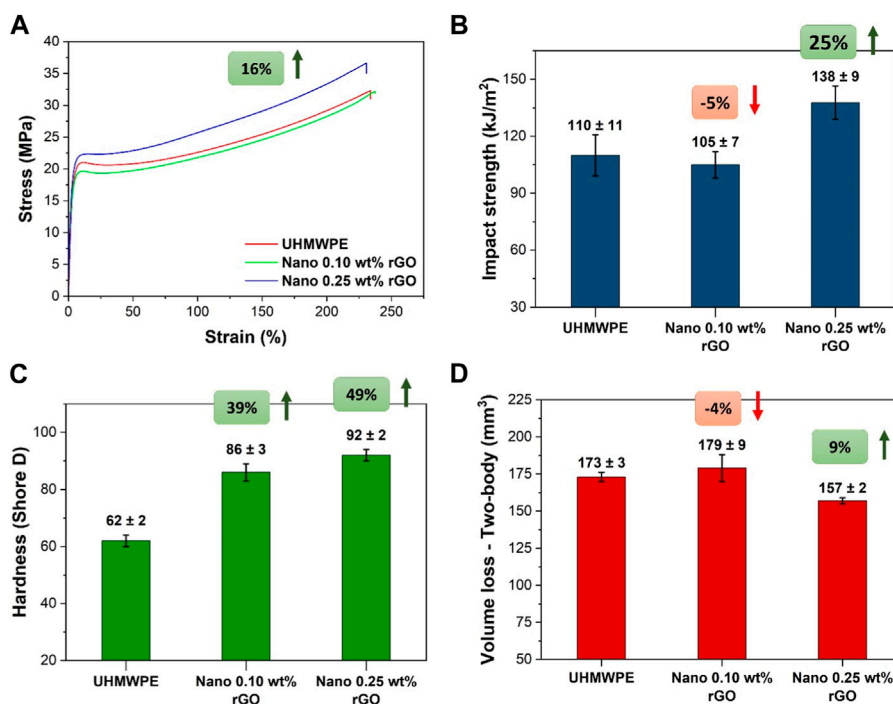 A
16%
Stress (MPa)
40
35
30
25
20
15
10
5
0
0 50 100 150 200 250
Strain (%)
UHMWPE
Nano 0.10 wt% rGO
Nano 0.25 wt% rGO
B
25%
-5%
Impact strength (kJ/m²)
150
120
90
60
30
110 ± 11
105 ± 7
138 ± 9
UHMWPE Nano 0.10 wt% Nano 0.25 wt%
rGO rGO
C
39%
49%
Hardness (Shore D)
100
80
60
40
20
62 ± 2
86 ± 3
92 ± 2
UHMWPE Nano 0.10 wt% Nano 0.25 wt%
rGO rGO
D
-4%
9%
Volume loss - Two-body (mm³)
225
200
175
150
125
100
75
50
173 ± 3
179 ± 9
157 ± 2
UHMWPE Nano 0.10 wt% Nano 0.25 wt%
rGO rGO